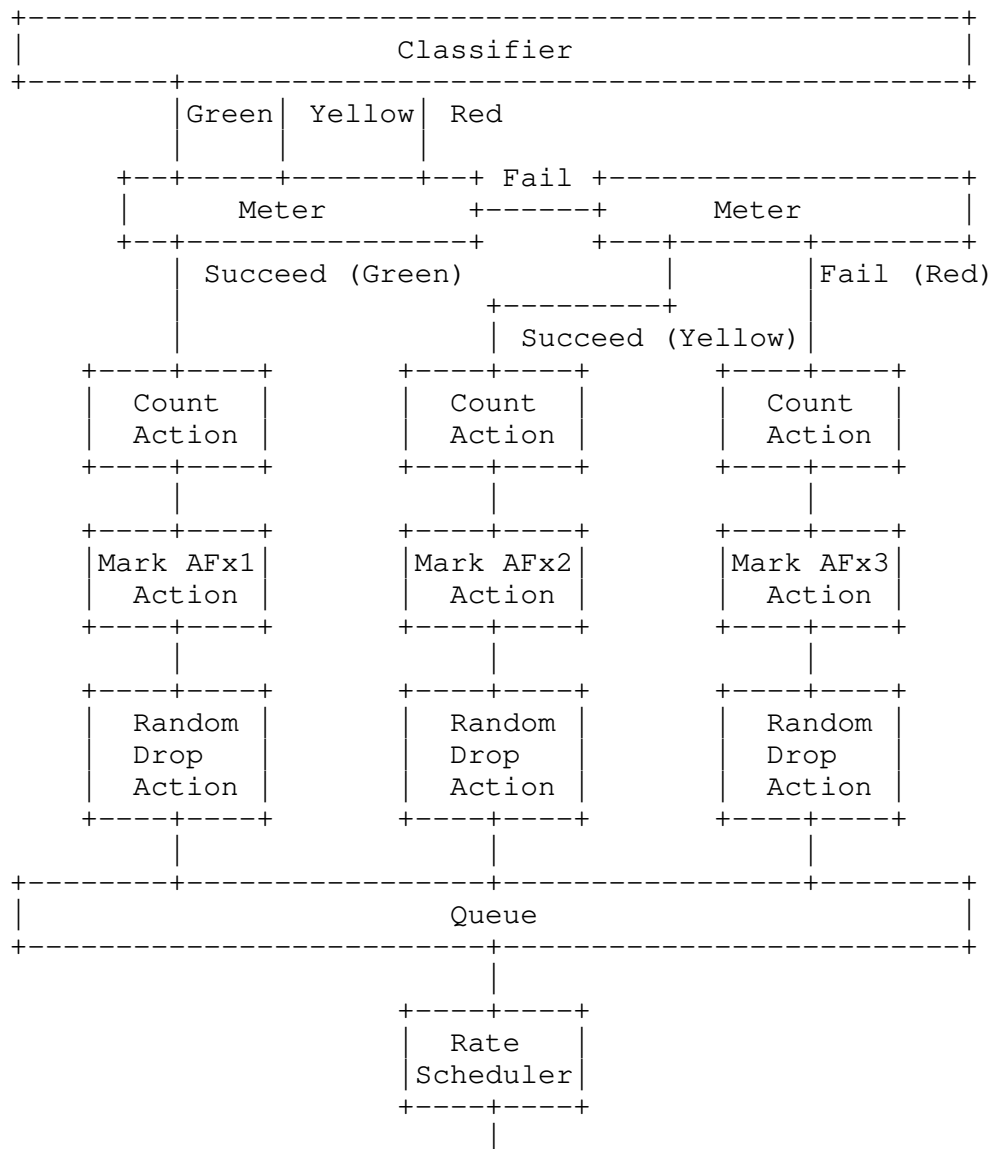 Classifier
Green Yellow Red
Fail
Meter Meter
Succeed (Green) Fail (Red)
Succeed (Yellow)
Count Count Count
Action Action Action
Mark AFx1 Mark AFx2 Mark AFx3
Action Action Action
Random Random Random
Drop Drop Drop
Action Action Action
Queue
Rate
Scheduler